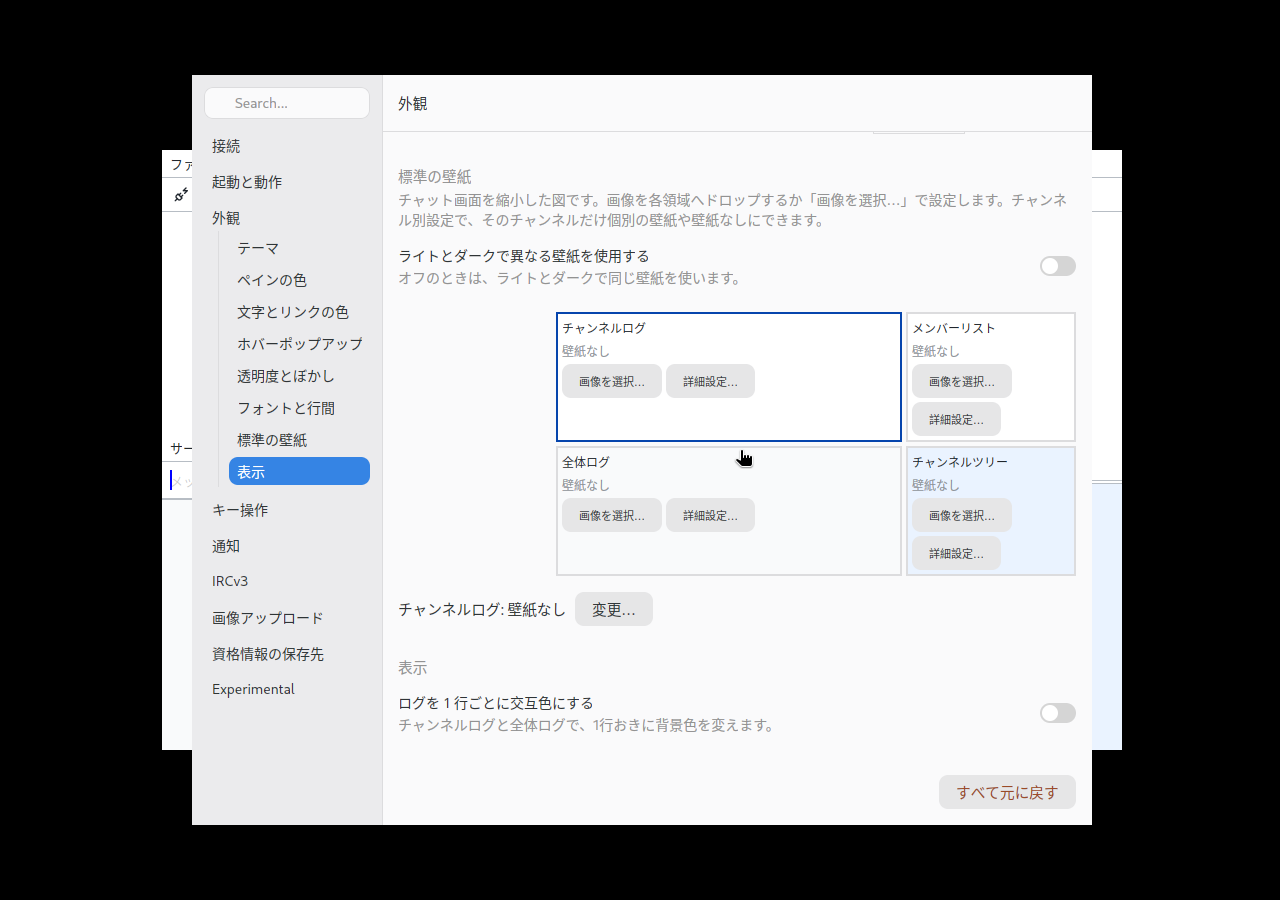 Search...
外観
接続
起動と動作
外観
テーマ
ペインの色
文字とリンクの色
ホバーポップアップ
透明度とぼかし
フォントと行間
標準の壁紙
表示
キー操作
通知
IRCv3
画像アップロード
資格情報の保存先
Experimental
ファ
サー
メッ
標準の壁紙
チャット画面を縮小した図です。画像を各領域へドロップするか「画像を選択...」で設定します。チャンネ
ル別設定で、そのチャンネルだけ個別の壁紙や壁紙なしにできます。
ライトとダークで異なる壁紙を使用する
オフのときは、ライトとダークで同じ壁紙を使います。
チャンネルログ
壁紙なし
画像を選択... 詳細設定...
メンバーリスト
壁紙なし
画像を選択...
詳細設定...
全体ログ
壁紙なし
画像を選択... 詳細設定...
チャンネルツリー
壁紙なし
画像を選択...
詳細設定...
チャンネルログ: 壁紙なし 変更...
表示
ログを 1 行ごとに交互色にする
チャンネルログと全体ログで、1行おきに背景色を変えます。
すべて元に戻す